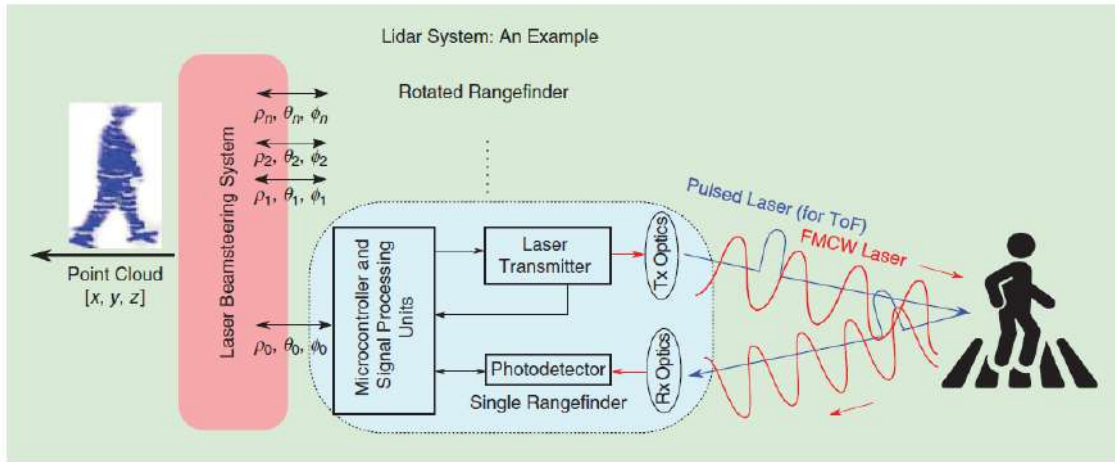 Lidar System: An Example
Rotated Rangefinder
Laser Beamsteering System
ρn, θn, ϕn
ρ2, θ2, ϕ2
ρ1, θ1, ϕ1
ρ0, θ0, ϕ0
Point Cloud
[x, y, z]
Microcontroller and
Signal Processing
Units
Laser
Transmitter
Tx Optics
Photodetector
Rx Optics
Single Rangefinder
Pulsed Laser (for ToF)
FMCW Laser